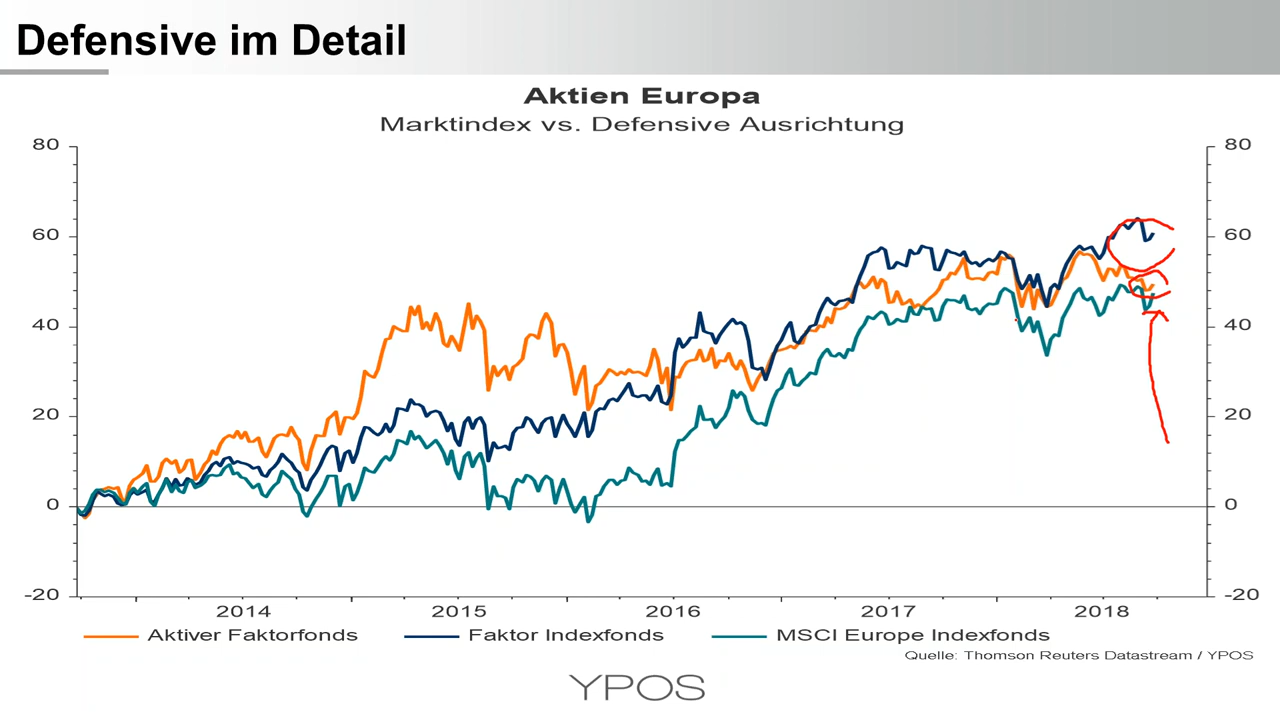 Defensive im Detail
Aktien Europa
Marktindex vs. Defensive Ausrichtung
80 80
60 60
40 40
20 20
0 0
-20 -20
2014 2015 2016 2017 2018
Aktiver Faktorfonds Faktor Indexfonds MSCI Europe Indexfonds
Quelle: Thomson Reuters Datastream / YPOS
YPOS